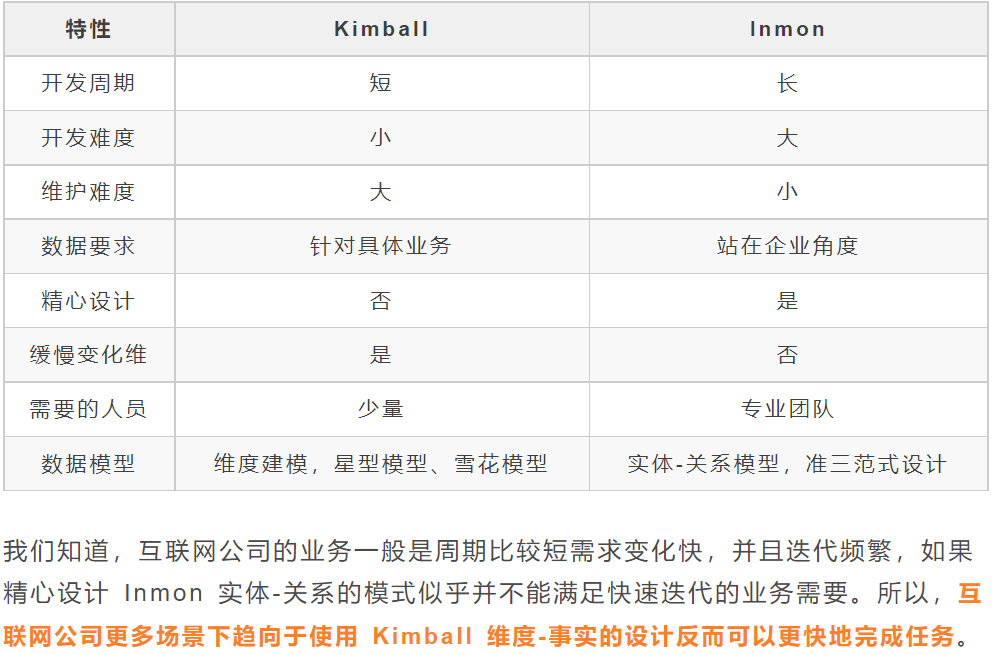 特性 Kimball Inmon
开发周期 短 长
开发难度 小 大
维护难度 大 小
数据要求 针对具体业务 站在企业角度
精心设计 否 是
缓慢变化维 是 否
需要的人员 少量 专业团队
数据模型 维度建模，星型模型、雪花模型 实体-关系模型，准三范式设计
我们知道，互联网公司的业务一般是周期比较短需求变化快，并且迭代频繁，如果
精心设计 Inmon 实体-关系的模式似乎并不能满足快速迭代的业务需要。所以，互
联网公司更多场景下趋向于使用 Kimball 维度-事实的设计反而可以更快地完成任务。